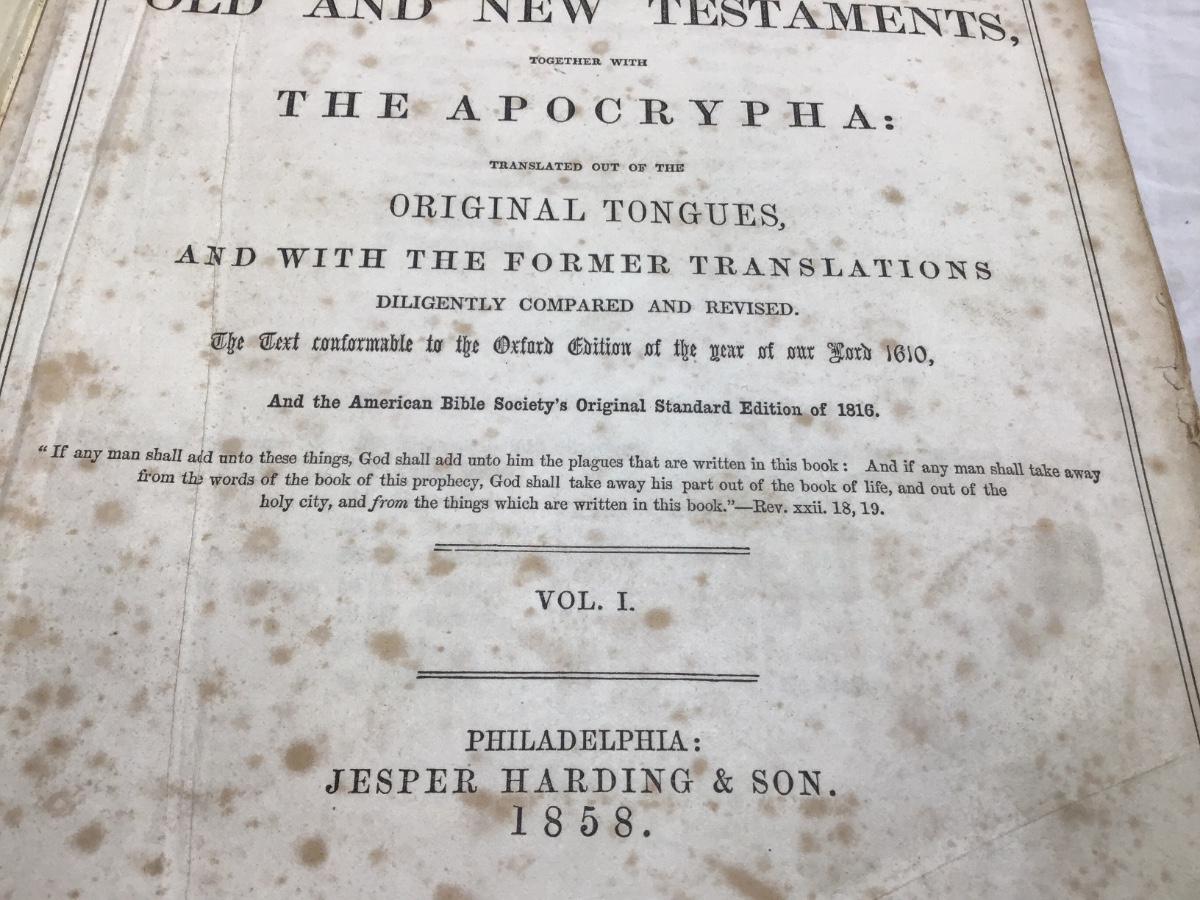 OLD AND NEW TESTAMENTS,
TOGETHER WITH
THE APOCRYPHA:
TRANSLATED OUT OF THE
ORIGINAL TONGUES,
AND WITH THE FORMER TRANSLATIONS
DILIGENTLY COMPARED AND REVISED.
The Text conformable to the Oxford Edition of the year of our Lord 1610,
And the American Bible Society's Original Standard Edition of 1816.
“If any man shall add unto these things, God shall add unto him the plagues that are written in this book: And if any man shall take away
from the words of the book of this prophecy, God shall take away his part out of the book of life, and out of the
holy city, and from the things which are written in this book.”—Rev. xxii. 18, 19.
VOL. I.
PHILADELPHIA:
JESPER HARDING & SON.
1858.